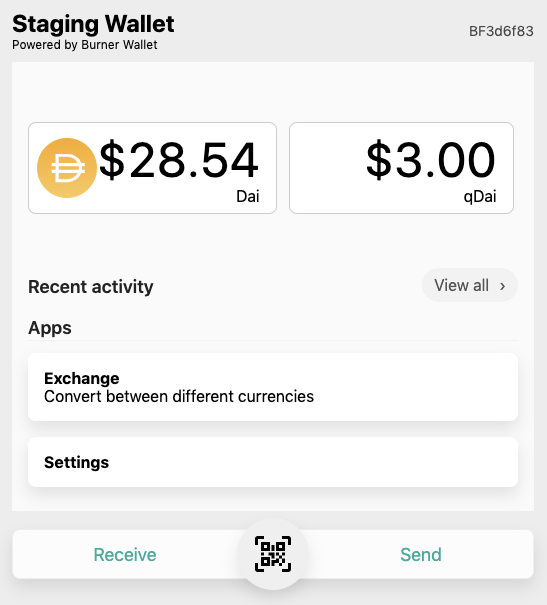 Staging Wallet
Powered by Burner Wallet
BF3d6f83
$28.54
Dai
$3.00
qDai
Recent activity
View all ›
Apps
Exchange
Convert between different currencies
Settings
Receive
Send